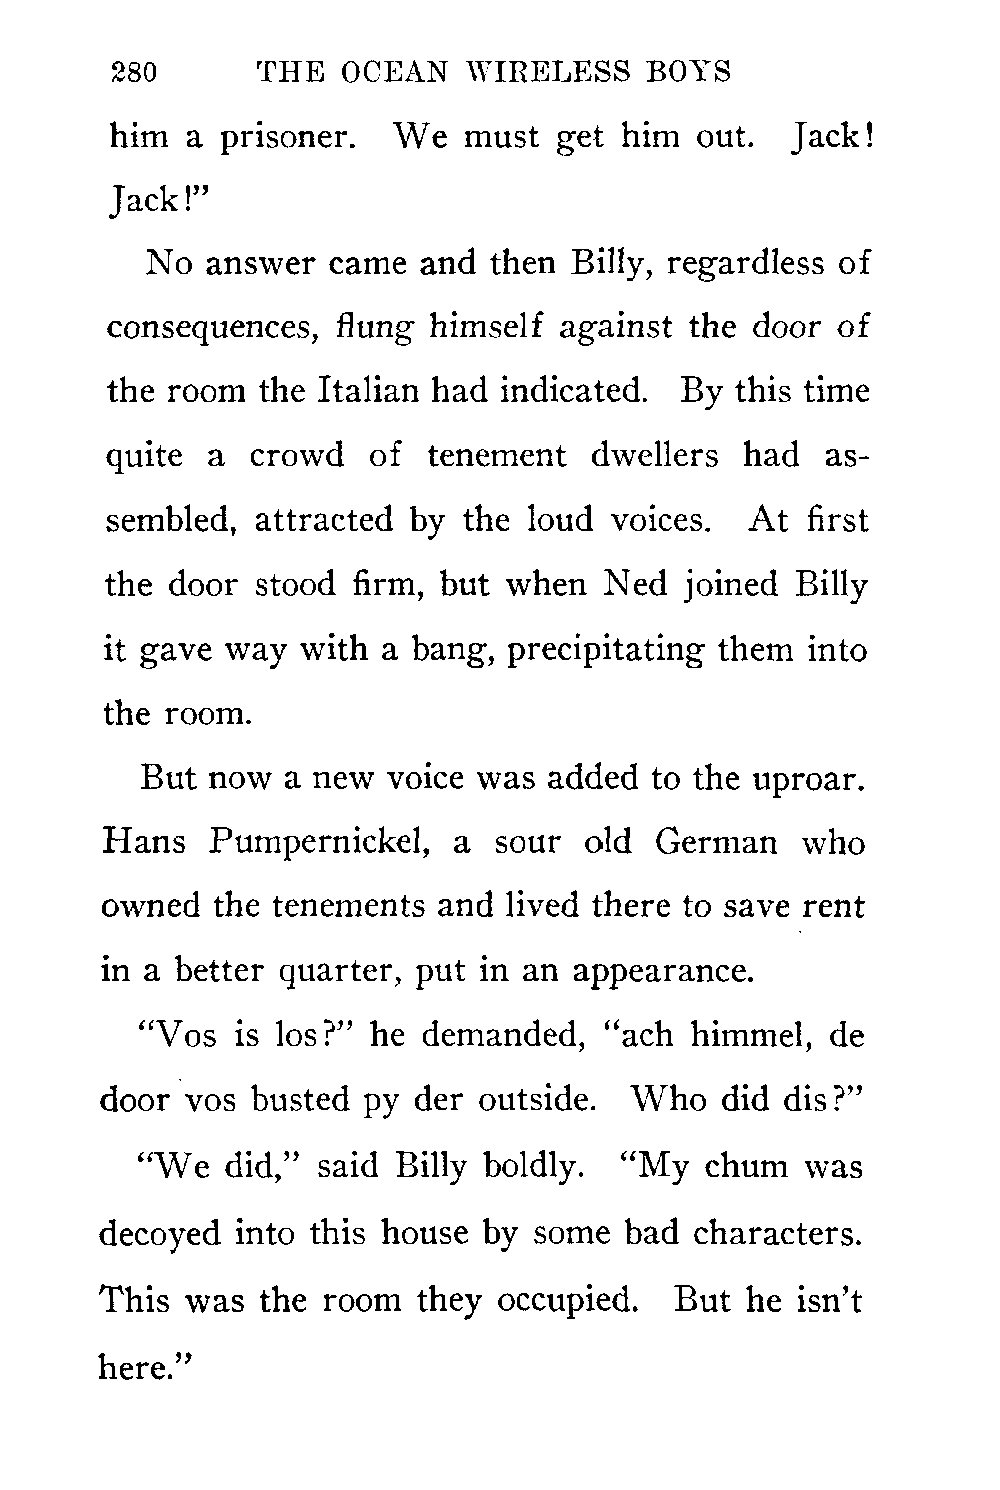 280 THE OCEAN WIRELESS BOYS
him a prisoner. We must get him out. Jack!
Jack!”
No answer came and then Billy, regardless of
consequences, flung himself against the door of
the room the Italian had indicated. By this time
quite a crowd of tenement dwellers had as-
sembled, attracted by the loud voices. At first
the door stood firm, but when Ned joined Billy
it gave way with a bang, precipitating them into
the room.
But now a new voice was added to the uproar.
Hans Pumpernickel, a sour old German who
owned the tenements and lived there to save rent
in a better quarter, put in an appearance.
“Vos is los?” he demanded, “ach himmel, de
door vos busted py der outside. Who did dis?”
“We did,” said Billy boldly. “My chum was
decoyed into this house by some bad characters.
This was the room they occupied. But he isn’t
here.”